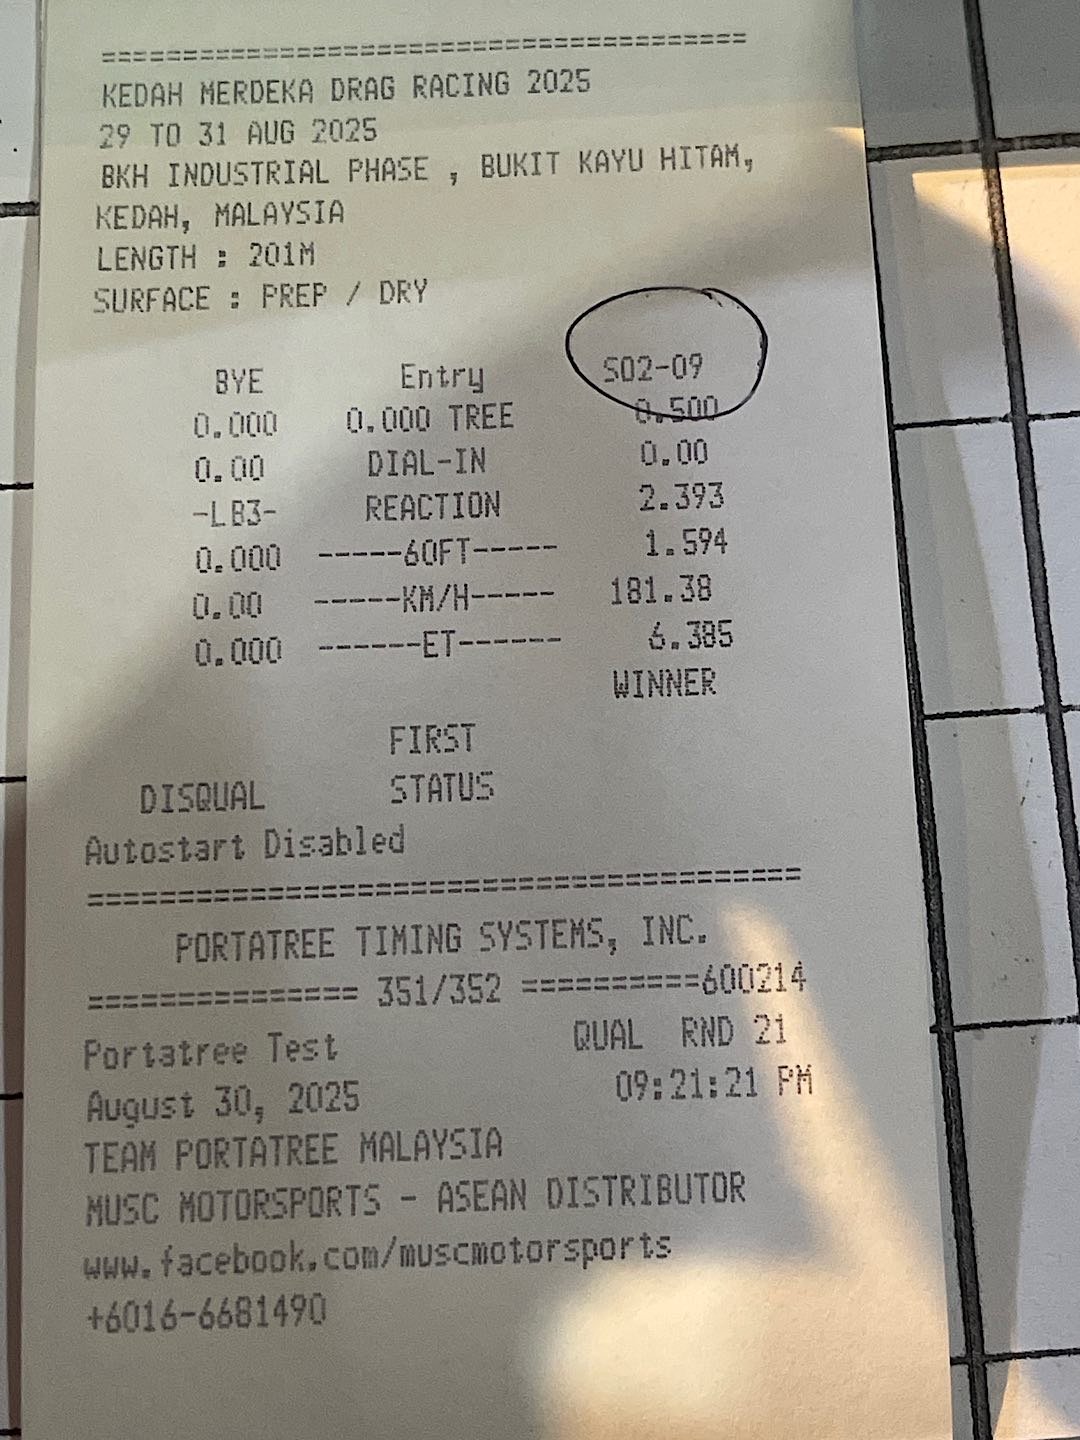 ========================================
KEDAH MERDEKA DRAG RACING 2025
29 TO 31 AUG 2025
BKH INDUSTRIAL PHASE , BUKIT KAYU HITAM,
KEDAH, MALAYSIA
LENGTH : 201M
SURFACE : PREP / DRY
BYE Entry S02-09
0.000 0.000 TREE 0.500
0.00 DIAL-IN 0.00
-LB3- REACTION 2.393
0.000 -----60FT----- 1.594
0.00 -----KM/H----- 181.38
0.000 ------ET------ 6.385
WINNER
FIRST
DISQUAL STATUS
Autostart Disabled
========================================
PORTATREE TIMING SYSTEMS, INC.
=============== 351/352 ==========600214
Portatree Test QUAL RND 21
August 30, 2025 09:21:21 PM
TEAM PORTATREE MALAYSIA
MUSC MOTORSPORTS - ASEAN DISTRIBUTOR
www.facebook.com/muscmotorsports
+6016-6681490